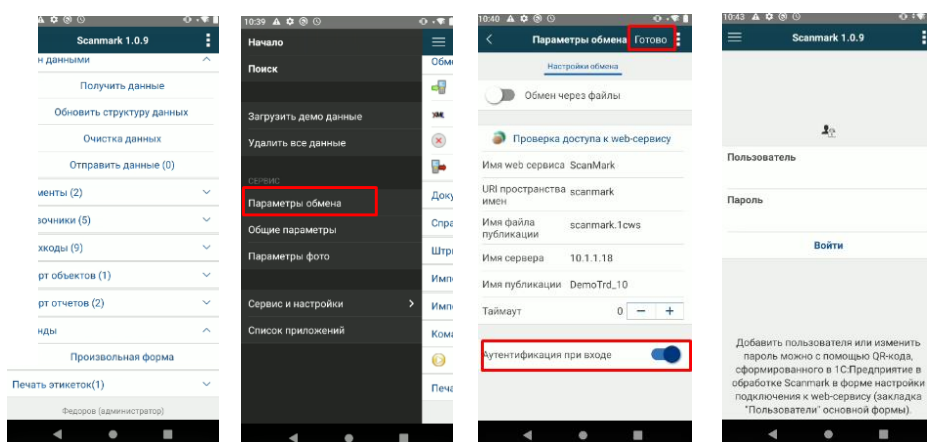 Scanmark 1.0.9
н данными
Получить данные
Обновить структуру данных
Очистка данных
Отправить данные (0)
менты (2)
вочники (5)
хкоды (9)
рт объектов (1)
рт отчетов (2)
нды
Произвольная форма
Печать этикеток(1)
Федоров (администратор)
10:39
Начало
Поиск
Загрузить демо данные
Удалить все данные
СЕРВИС
Параметры обмена
Общие параметры
Параметры фото
Сервис и настройки
Список приложений
Обме
XML
Доку
Спра
Штри
Имп
Имп
Кома
Печа
10:40
Параметры обмена Готово
Настройки обмена
Обмен через файлы
Проверка доступа к web-сервису
Имя web сервиса ScanMark
URI пространства имен scanmark
Имя файла публикации scanmark.1cws
Имя сервера 10.1.1.18
Имя публикации DemoTrd_10
Таймаут 0 − +
Аутентификация при входе
10:43
Scanmark 1.0.9
Пользователь
Пароль
Войти
Добавить пользователя или изменить
пароль можно с помощью QR-кода,
сформированного в 1С:Предприятие в
обработке Scanmark в форме настройки
подключения к web-сервису (закладка
"Пользователи" основной формы).